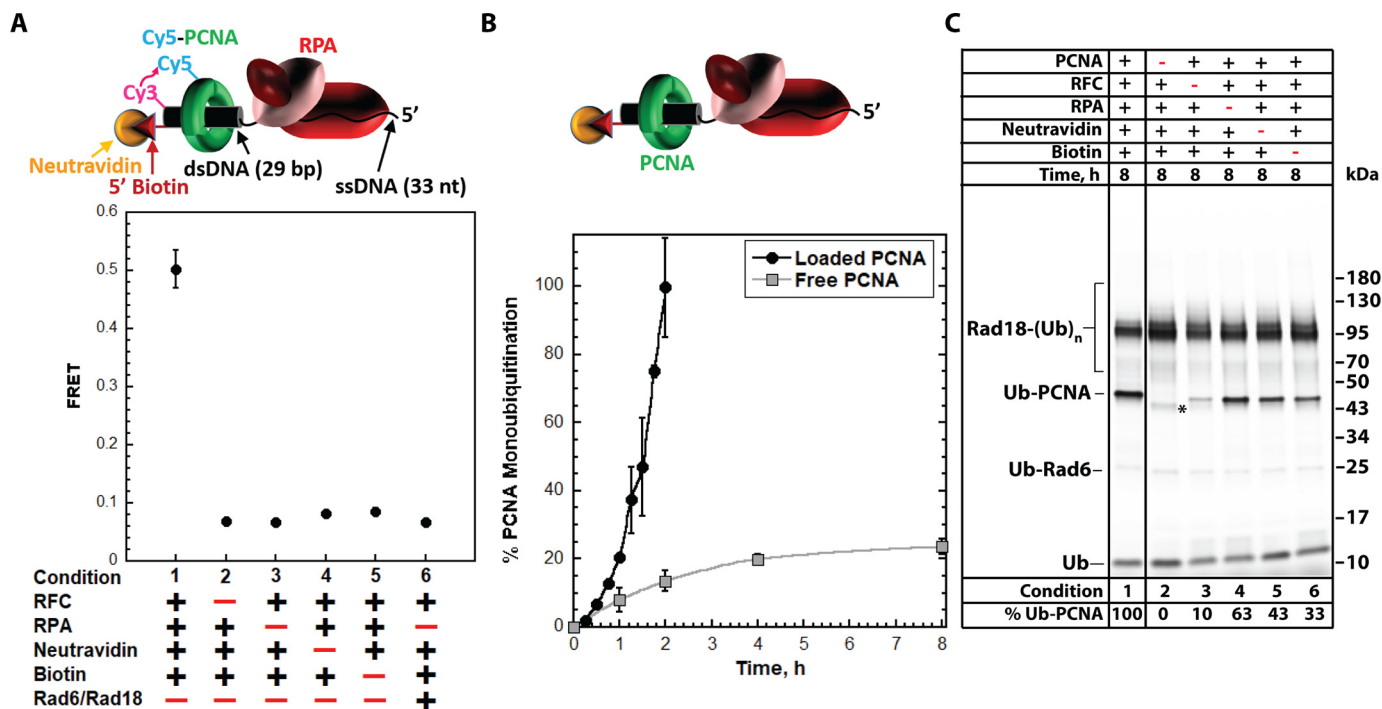 A
Cy5-PCNA
Cy5
RPA
Cy3
5’
Neutravidin
dsDNA (29 bp)
5’ Biotin
ssDNA (33 nt)
FRET
0.6
0.5
0.4
0.3
0.2
0.1
0
Condition 1 2 3 4 5 6
RFC + − + + + +
RPA + + − + + −
Neutravidin + + + − + +
Biotin + + + + − +
Rad6/Rad18 − − − − − +
B
5’
PCNA
Loaded PCNA
Free PCNA
% PCNA Monoubiquitination
100
80
60
40
20
0
0 1 2 3 4 5 6 7 8
Time, h
C
PCNA + - + + + +
RFC + + - + + +
RPA + + + - + +
Neutravidin + + + + - +
Biotin + + + + + -
Time, h 8 8 8 8 8 8 kDa
Rad18-(Ub)n
Ub-PCNA
*
Ub-Rad6
Ub
-180
-130
-95
-70
-50
-43
-34
-25
-17
-10
Condition 1 2 3 4 5 6
% Ub-PCNA 100 0 10 63 43 33